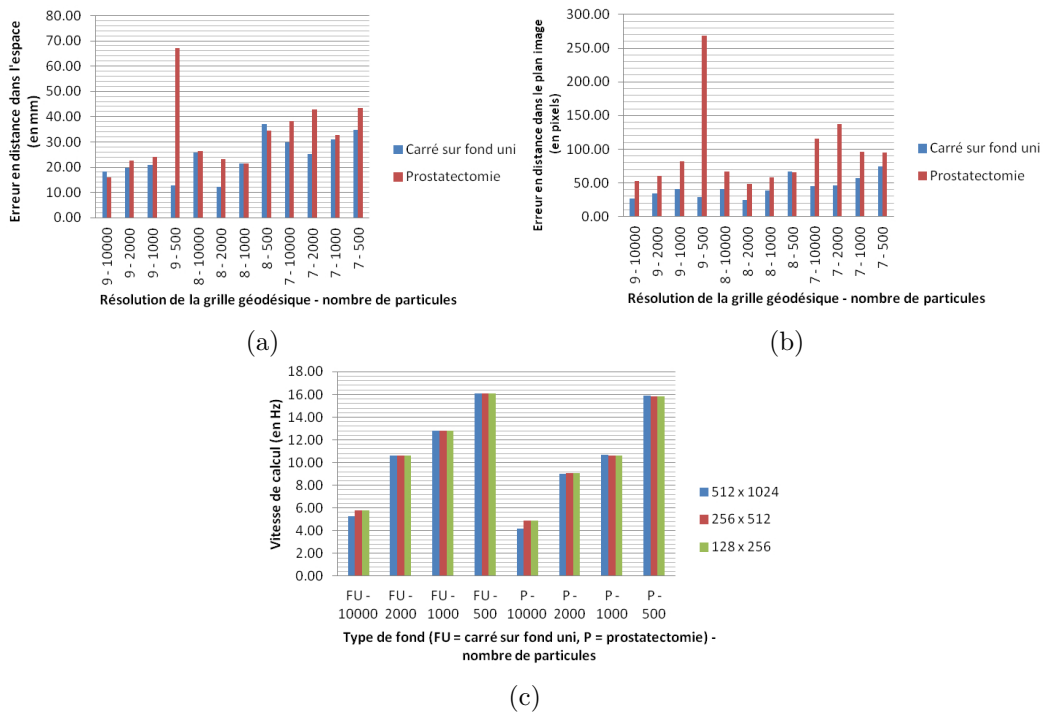 80.00
70.00
60.00
50.00
40.00
30.00
20.00
10.00
0.00
Erreur en distance dans l'espace
(en mm)
9 - 10000
9 - 2000
9 - 1000
9 - 500
8 - 10000
8 - 2000
8 - 1000
8 - 500
7 - 10000
7 - 2000
7 - 1000
7 - 500
Résolution de la grille géodésique - nombre de particules
Carré sur fond uni
Prostatectomie
(a)
300.00
250.00
200.00
150.00
100.00
50.00
0.00
Erreur en distance dans le plan image
(en pixels)
9 - 10000
9 - 2000
9 - 1000
9 - 500
8 - 10000
8 - 2000
8 - 1000
8 - 500
7 - 10000
7 - 2000
7 - 1000
7 - 500
Résolution de la grille géodésique - nombre de particules
Carré sur fond uni
Prostatectomie
(b)
18.00
16.00
14.00
12.00
10.00
8.00
6.00
4.00
2.00
0.00
Vitesse de calcul (en Hz)
FU - 10000
FU - 2000
FU - 1000
FU - 500
P - 10000
P - 2000
P - 1000
P - 500
Type de fond (FU = carré sur fond uni, P = prostatectomie) -
nombre de particules
512 x 1024
256 x 512
128 x 256
(c)